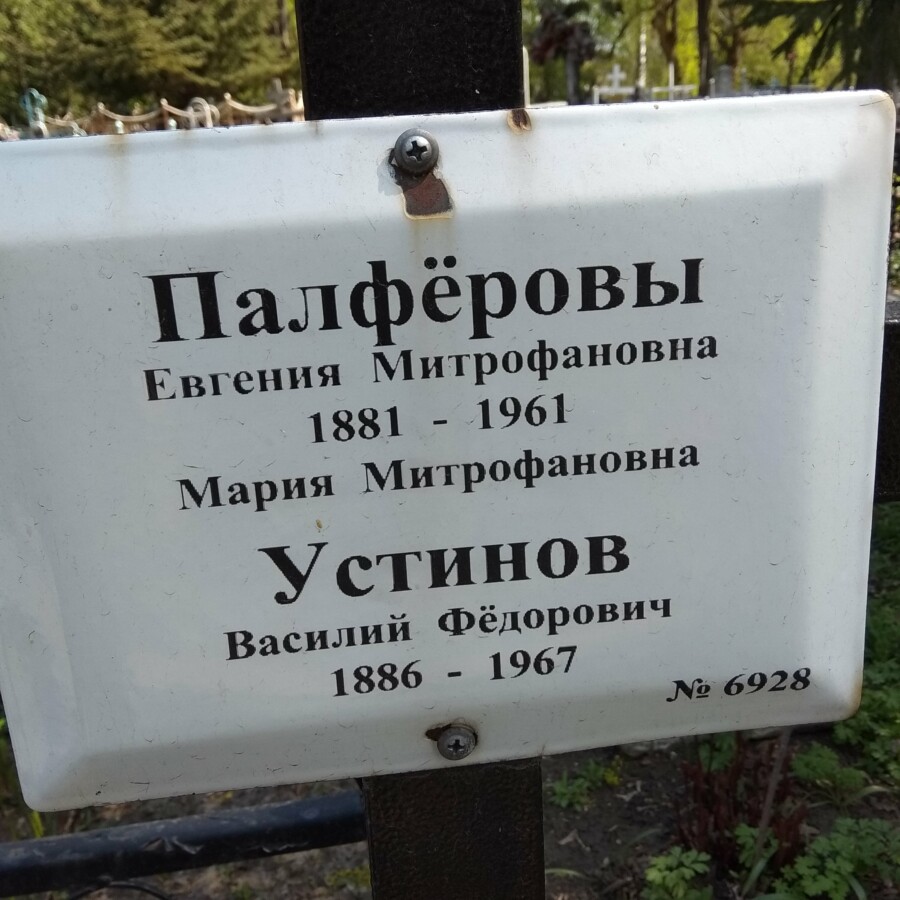 Палфёровы
Евгения Митрофановна
1881 - 1961
Мария Митрофановна
Устинов
Василий Фёдорович
1886 - 1967
№ 6928